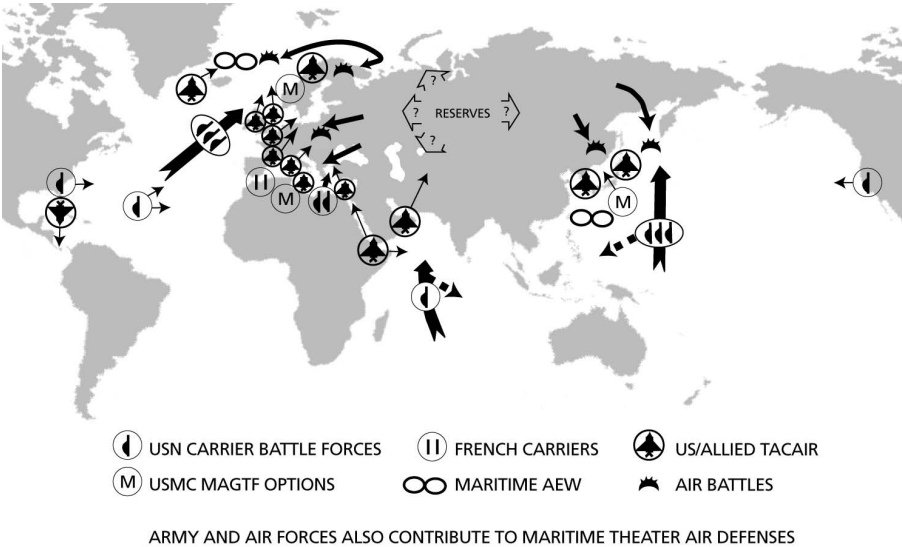 ?
? RESERVES ?
?
M
M
M
USN CARRIER BATTLE FORCES
FRENCH CARRIERS
US/ALLIED TACAIR
M USMC MAGTF OPTIONS
MARITIME AEW
AIR BATTLES
ARMY AND AIR FORCES ALSO CONTRIBUTE TO MARITIME THEATER AIR DEFENSES